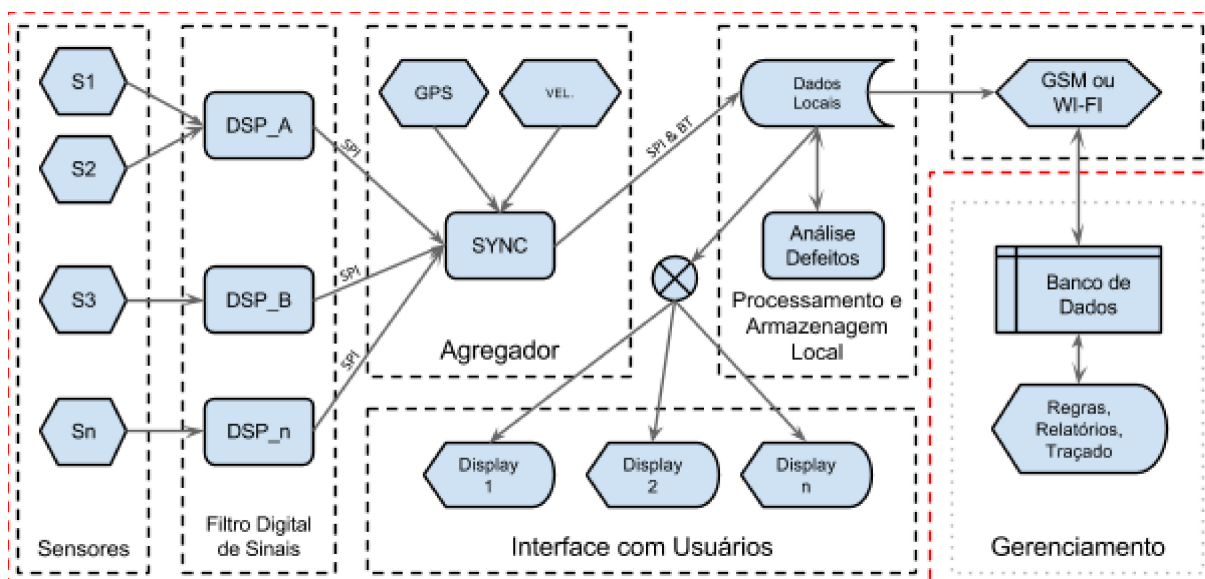 S1
S2
S3
Sn
Sensores
DSP_A
DSP_B
DSP_n
Filtro Digital
de Sinais
SPI
SPI
SPI
GPS
VEL.
SYNC
Agregador
SPI & BT
Dados
Locais
Análise
Defeitos
Processamento e
Armazenagem
Local
Display
1
Display
2
Display
n
Interface com Usuários
GSM ou
WI-FI
Banco de
Dados
Regras,
Relatórios,
Traçado
Gerenciamento